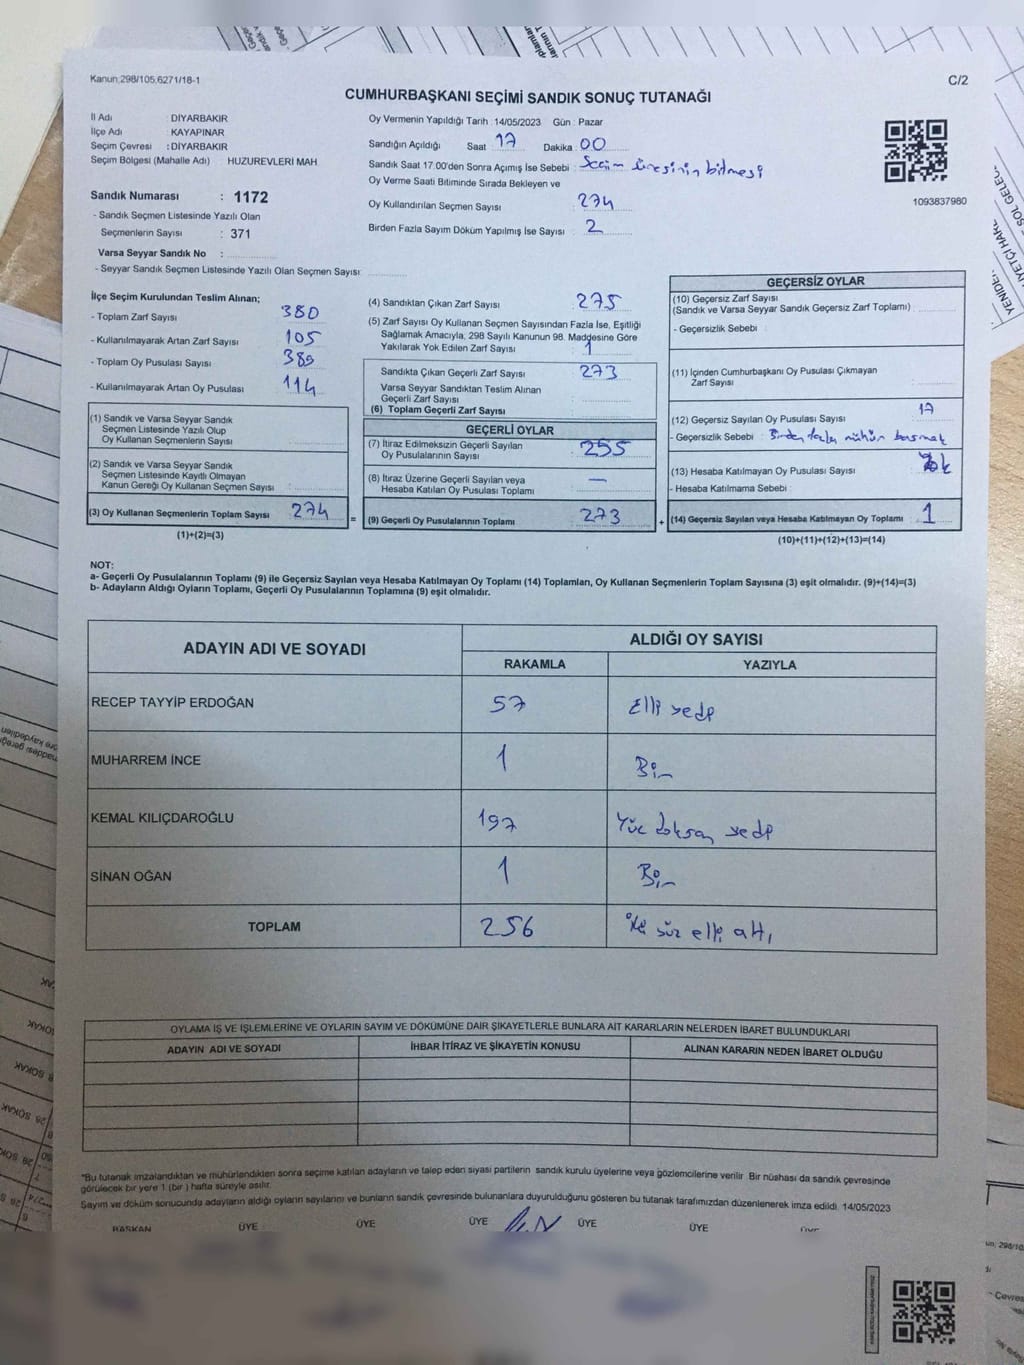 Kanun:298/105,6271/18-1
C/2
CUMHURBAŞKANI SEÇİMİ SANDIK SONUÇ TUTANAĞI
İl Adı : DİYARBAKIR
İlçe Adı : KAYAPINAR
Seçim Çevresi : DİYARBAKIR
Seçim Bölgesi (Mahalle Adı) HUZUREVLERİ MAH.
Sandık Numarası : 1172
- Sandık Seçmen Listesinde Yazılı Olan
Seçmenlerin Sayısı : 371
Varsa Seyyar Sandık No :
- Seyyar Sandık Seçmen Listesinde Yazılı Olan Seçmen Sayısı:
Oy Vermenin Yapıldığı Tarih :14/05/2023 Gün : Pazar
Sandığın Açıldığı Saat 17 Dakika 00
Sandık Saat 17.00'den Sonra Açımış İse Sebebi : Seçim süresinin bitmesi
Oy Verme Saati Bitiminde Sırada Bekleyen ve
Oy Kullandırılan Seçmen Sayısı : 274
Birden Fazla Sayım Döküm Yapılmış İse Sayısı : 2
1093837980
İlçe Seçim Kurulundan Teslim Alınan;
- Toplam Zarf Sayısı : 380
- Kullanılmayarak Artan Zarf Sayısı : 105
- Toplam Oy Pusulası Sayısı : 389
- Kullanılmayarak Artan Oy Pusulası : 114
(1) Sandık ve Varsa Seyyar Sandık
Seçmen Listesinde Yazılı Olup
Oy Kullanan Seçmenlerin Sayısı :
(2) Sandık ve Varsa Seyyar Sandık
Seçmen Listesinde Kayıtlı Olmayan
Kanun Gereği Oy Kullanan Seçmen Sayısı :
(3) Oy Kullanan Seçmenlerin Toplam Sayısı : 274
(1)+(2)=(3)
=
(4) Sandıktan Çıkan Zarf Sayısı : 275
(5) Zarf Sayısı Oy Kullanan Seçmen Sayısından Fazla İse, Eşitliği
Sağlamak Amacıyla, 298 Sayılı Kanunun 98. Maddesine Göre
Yakılarak Yok Edilen Zarf Sayısı : 1
Sandıkta Çıkan Geçerli Zarf Sayısı : 273
Varsa Seyyar Sandıktan Teslim Alınan
Geçerli Zarf Sayısı :
(6) Toplam Geçerli Zarf Sayısı
GEÇERLİ OYLAR
(7) İtiraz Edilmeksizin Geçerli Sayılan
Oy Pusulalarının Sayısı : 255
(8) İtiraz Üzerine Geçerli Sayılan veya
Hesaba Katılan Oy Pusulası Toplamı : —
(9) Geçerli Oy Pusulalarının Toplamı : 273
+
GEÇERSİZ OYLAR
(10) Geçersiz Zarf Sayısı
(Sandık ve Varsa Seyyar Sandık Geçersiz Zarf Toplamı) :
- Geçersizlik Sebebi :
(11) İçinden Cumhurbaşkanı Oy Pusulası Çıkmayan
Zarf Sayısı :
(12) Geçersiz Sayılan Oy Pusulası Sayısı : 17
- Geçersizlik Sebebi : Birden fazla mühür basmak
(13) Hesaba Katılmayan Oy Pusulası Sayısı :
- Hesaba Katılmama Sebebi :
(14) Geçersiz Sayılan veya Hesaba Katılmayan Oy Toplamı : 1
(10)+(11)+(12)+(13)=(14)
NOT:
a- Geçerli Oy Pusulalarının Toplamı (9) ile Geçersiz Sayılan veya Hesaba Katılmayan Oy Toplamı (14) Toplamları, Oy Kullanan Seçmenlerin Toplam Sayısına (3) eşit olmalıdır. (9)+(14)=(3)
b- Adayların Aldığı Oyların Toplamı, Geçerli Oy Pusulalarının Toplamına (9) eşit olmalıdır.
ADAYIN ADI VE SOYADI
ALDIĞI OY SAYISI
RAKAMLA YAZIYLA
RECEP TAYYİP ERDOĞAN 57 Elli yedi
MUHARREM İNCE 1 Bir
KEMAL KILIÇDAROĞLU 197 Yüz doksan yedi
SİNAN OĞAN 1 Bir
TOPLAM 256 iki yüz elli altı
OYLAMA İŞ VE İŞLEMLERİNE VE OYLARIN SAYIM VE DÖKÜMÜNE DAİR ŞİKAYETLERLE BUNLARA AİT KARARLARIN NELERDEN İBARET BULUNDUKLARI
ADAYIN ADI VE SOYADI İHBAR İTİRAZ VE ŞİKAYETİN KONUSU ALINAN KARARIN NEDEN İBARET OLDUĞU
*Bu tutanak imzalandıktan ve mühürlendikten sonra seçime katılan adayların ve talep eden siyasi partilerin sandık kurulu üyelerine veya gözlemcilerine verilir. Bir nüshası da sandık çevresinde
görülecek bir yere 1 (bir) hafta süreyle asılır.
Sayım ve döküm sonucunda adayların aldığı oyların sayılarını ve bunların sandık çevresinde bulunanlara duyurulduğunu gösteren bu tutanak tarafımızdan düzenlenerek imza edildi. 14/05/2023
BAŞKAN ÜYE ÜYE ÜYE ÜYE ÜYE ÜYE